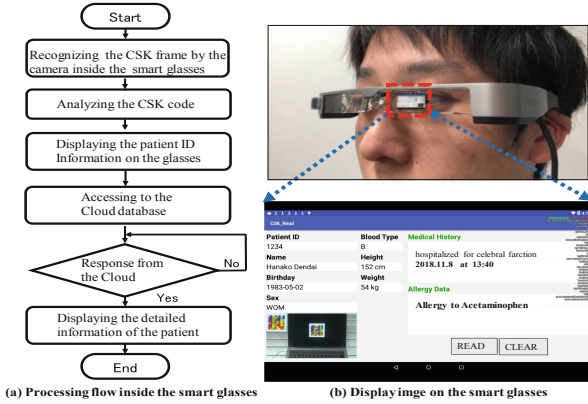 Start
Recognizing the CSK frame by the
camera inside the smart glasses
Analyzing the CSK code
Displaying the patient ID
Information on the glasses
Accessing to the
Cloud database
Response from
the Cloud
No
Yes
Displaying the detailed
information of the patient
End
(a) Processing flow inside the smart glasses
CSK_Read
Patient ID
1234
Name
Hanako Dendai
Birthday
1983-05-02
Sex
WOM
Blood Type
B
Height
152 cm
Weight
54 kg
Medical History
hospitalized for celebral farction
2018.11.8 at 13:40
Allergy Data
Allergy to Acetaminophen
READ
CLEAR
(b) Display imge on the smart glasses